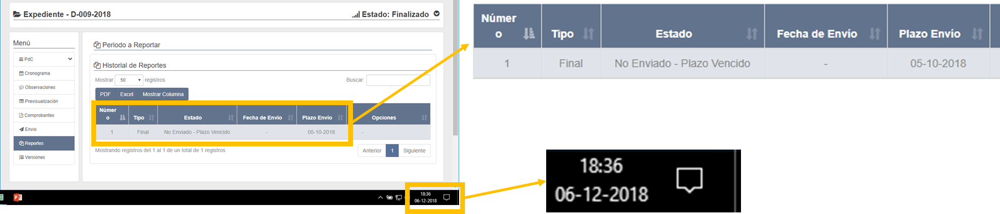 Expediente - D-009-2018
Estado: Finalizado
Menú
PdC
Cronograma
Observaciones
Previsualización
Comprobantes
Envio
Reportes
Versiones
Periodo a Reportar
Historial de Reportes
Mostrar 50 registros
Buscar:
PDF Excel Mostrar Columna
Númer
o Tipo Estado Fecha de Envío Plazo Envío Opciones
1 Final No Enviado - Plazo Vencido - 05-10-2018 -
Mostrando registros del 1 al 1 de un total de 1 registros
Anterior 1 Siguiente
18:36
06-12-2018
Númer
o Tipo Estado Fecha de Envío Plazo Envío
1 Final No Enviado - Plazo Vencido - 05-10-2018
18:36
06-12-2018